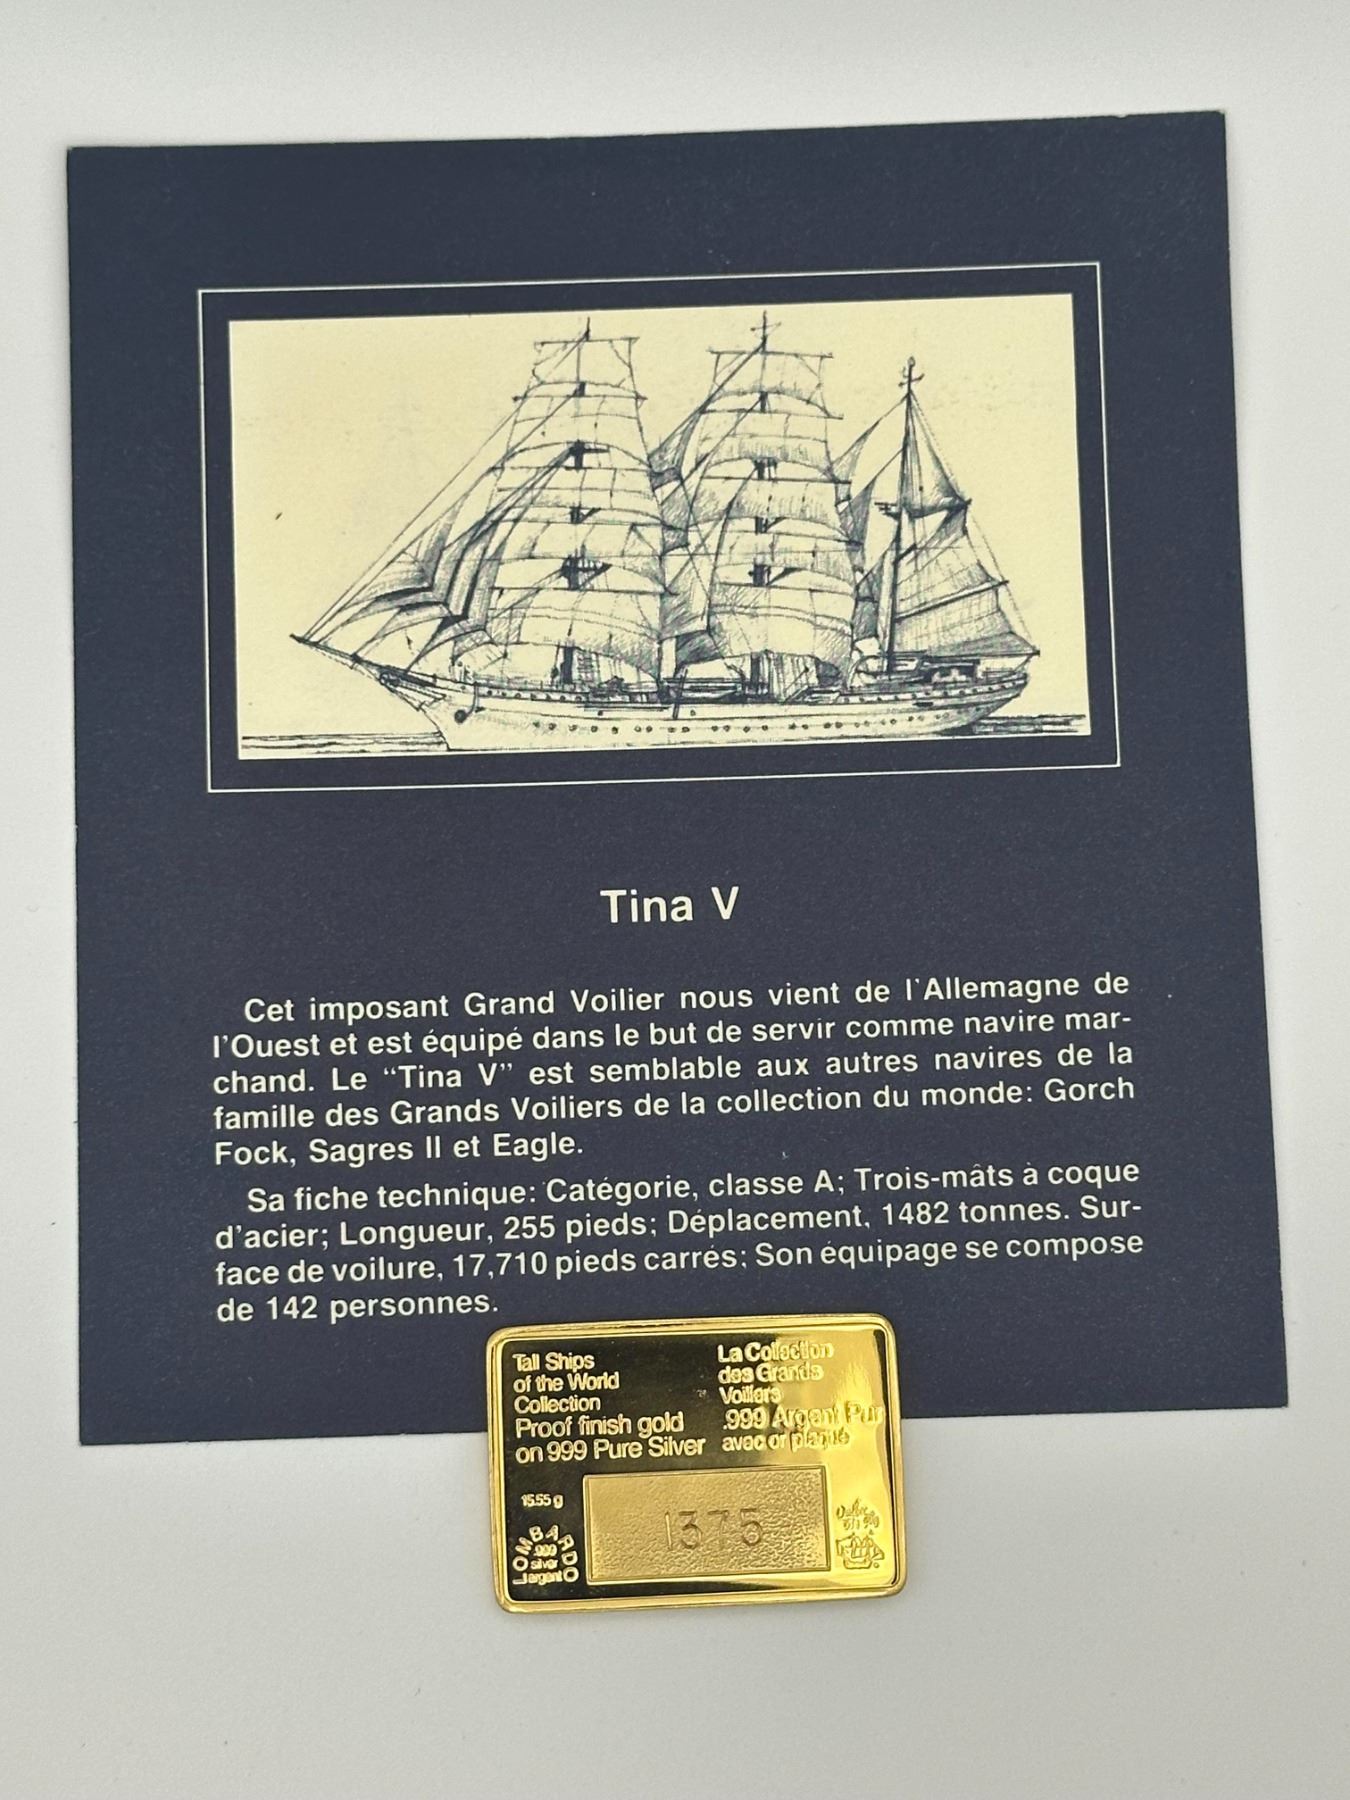 Tina V
Cet imposant Grand Voilier nous vient de l'Allemagne de
l'Ouest et est équipé dans le but de servir comme navire mar-
chand. Le “Tina V” est semblable aux autres navires de la
famille des Grands Voiliers de la collection du monde: Gorch
Fock, Sagres II et Eagle.
Sa fiche technique: Catégorie, classe A; Trois-mâts à coque
d'acier; Longueur, 255 pieds; Déplacement, 1482 tonnes. Sur-
face de voilure, 17,710 pieds carrés; Son équipage se compose
de 142 personnes.
Tall Ships
of the World
Collection
Proof finish gold
on 999 Pure Silver
La Collection
des Grands
Voiliers
.999 Argent Pur
avec or plaqué
15.55 g
1375
LOMBARDO
.999
silver
argent